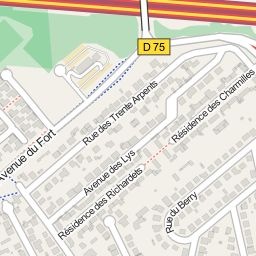 D 75
Rue des Trente Arpents
Résidence des Charmilles
Avenue du Fort
Avenue des Lys
Résidence des Richardets
Rue du Berry